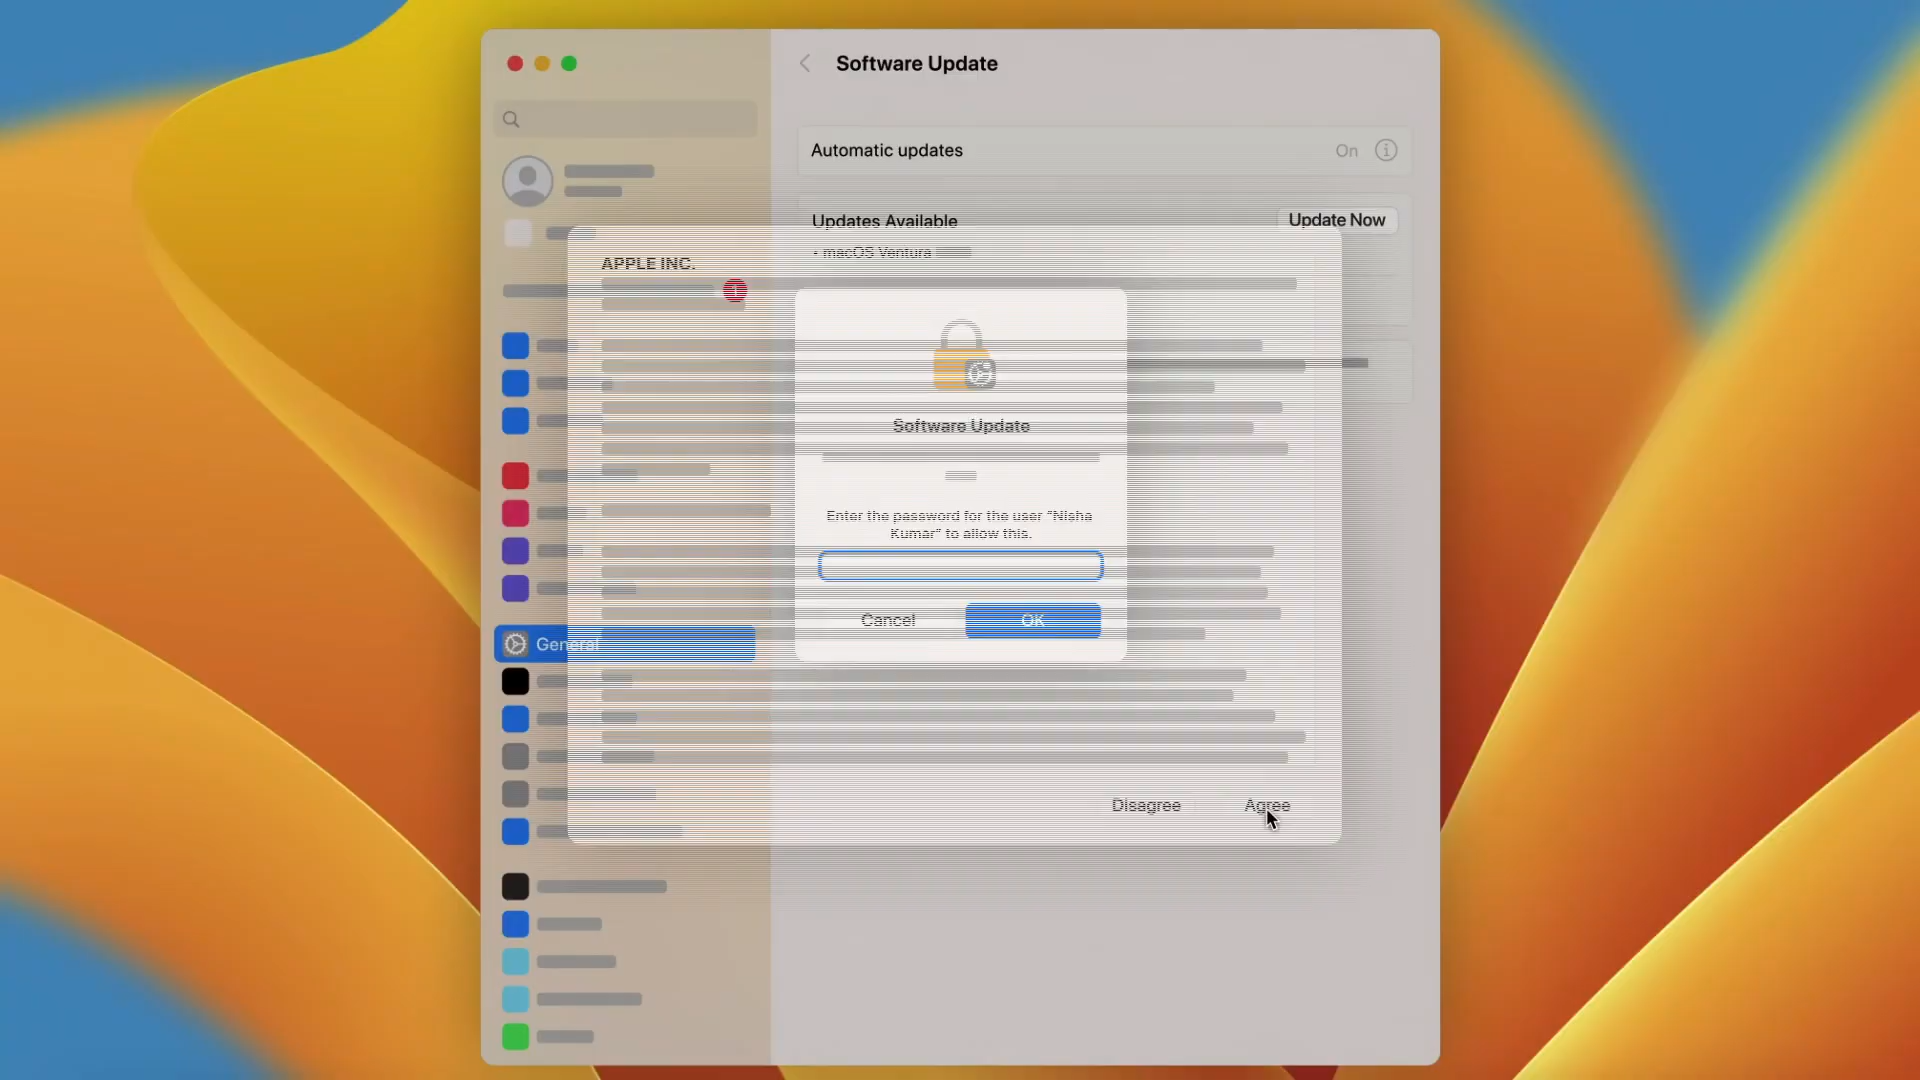 Software Update
Automatic updates
On
Updates Available
Update Now
• macOS Ventura
APPLE INC.
1
Software Update
Enter the password for the user “Nisha
Kumar” to allow this.
Cancel
OK
General
Disagree
Agree